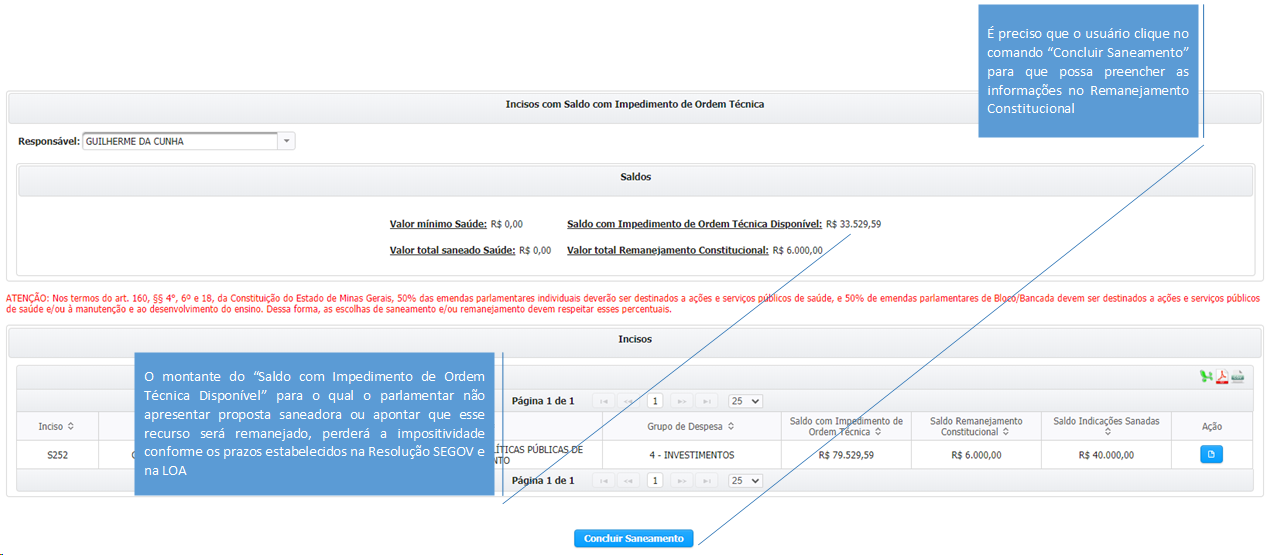 É preciso que o usuário clique no
comando “Concluir Saneamento”
para que possa preencher as
informações no Remanejamento
Constitucional
Incisos com Saldo com Impedimento de Ordem Técnica
Responsável: GUILHERME DA CUNHA
Saldos
Valor mínimo Saúde: R$ 0,00 Saldo com Impedimento de Ordem Técnica Disponível: R$ 33.529,59
Valor total saneado Saúde: R$ 0,00 Valor total Remanejamento Constitucional: R$ 6.000,00
ATENÇÃO: Nos termos do art. 160, §§ 4°, 6º e 18, da Constituição do Estado de Minas Gerais, 50% das emendas parlamentares individuais deverão ser destinados a ações e serviços públicos de saúde, e 50% de emendas parlamentares de Bloco/Bancada devem ser destinados a ações e serviços públicos
de saúde e/ou à manutenção e ao desenvolvimento do ensino. Dessa forma, as escolhas de saneamento e/ou remanejamento devem respeitar esses percentuais.
Incisos
O montante do “Saldo com Impedimento de Ordem
Técnica Disponível” para o qual o parlamentar não
apresentar proposta saneadora ou apontar que esse
recurso será remanejado, perderá a impositividade
conforme os prazos estabelecidos na Resolução SEGOV e
na LOA
Página 1 de 1 1 25
Inciso Grupo de Despesa Saldo com Impedimento de Saldo Remanejamento Saldo Indicações Sanadas Ação
Ordem Técnica Constitucional
S252 LÍTICAS PÚBLICAS DE 4 - INVESTIMENTOS R$ 79.529,59 R$ 6.000,00 R$ 40.000,00
NTO
Página 1 de 1 1 25
Concluir Saneamento